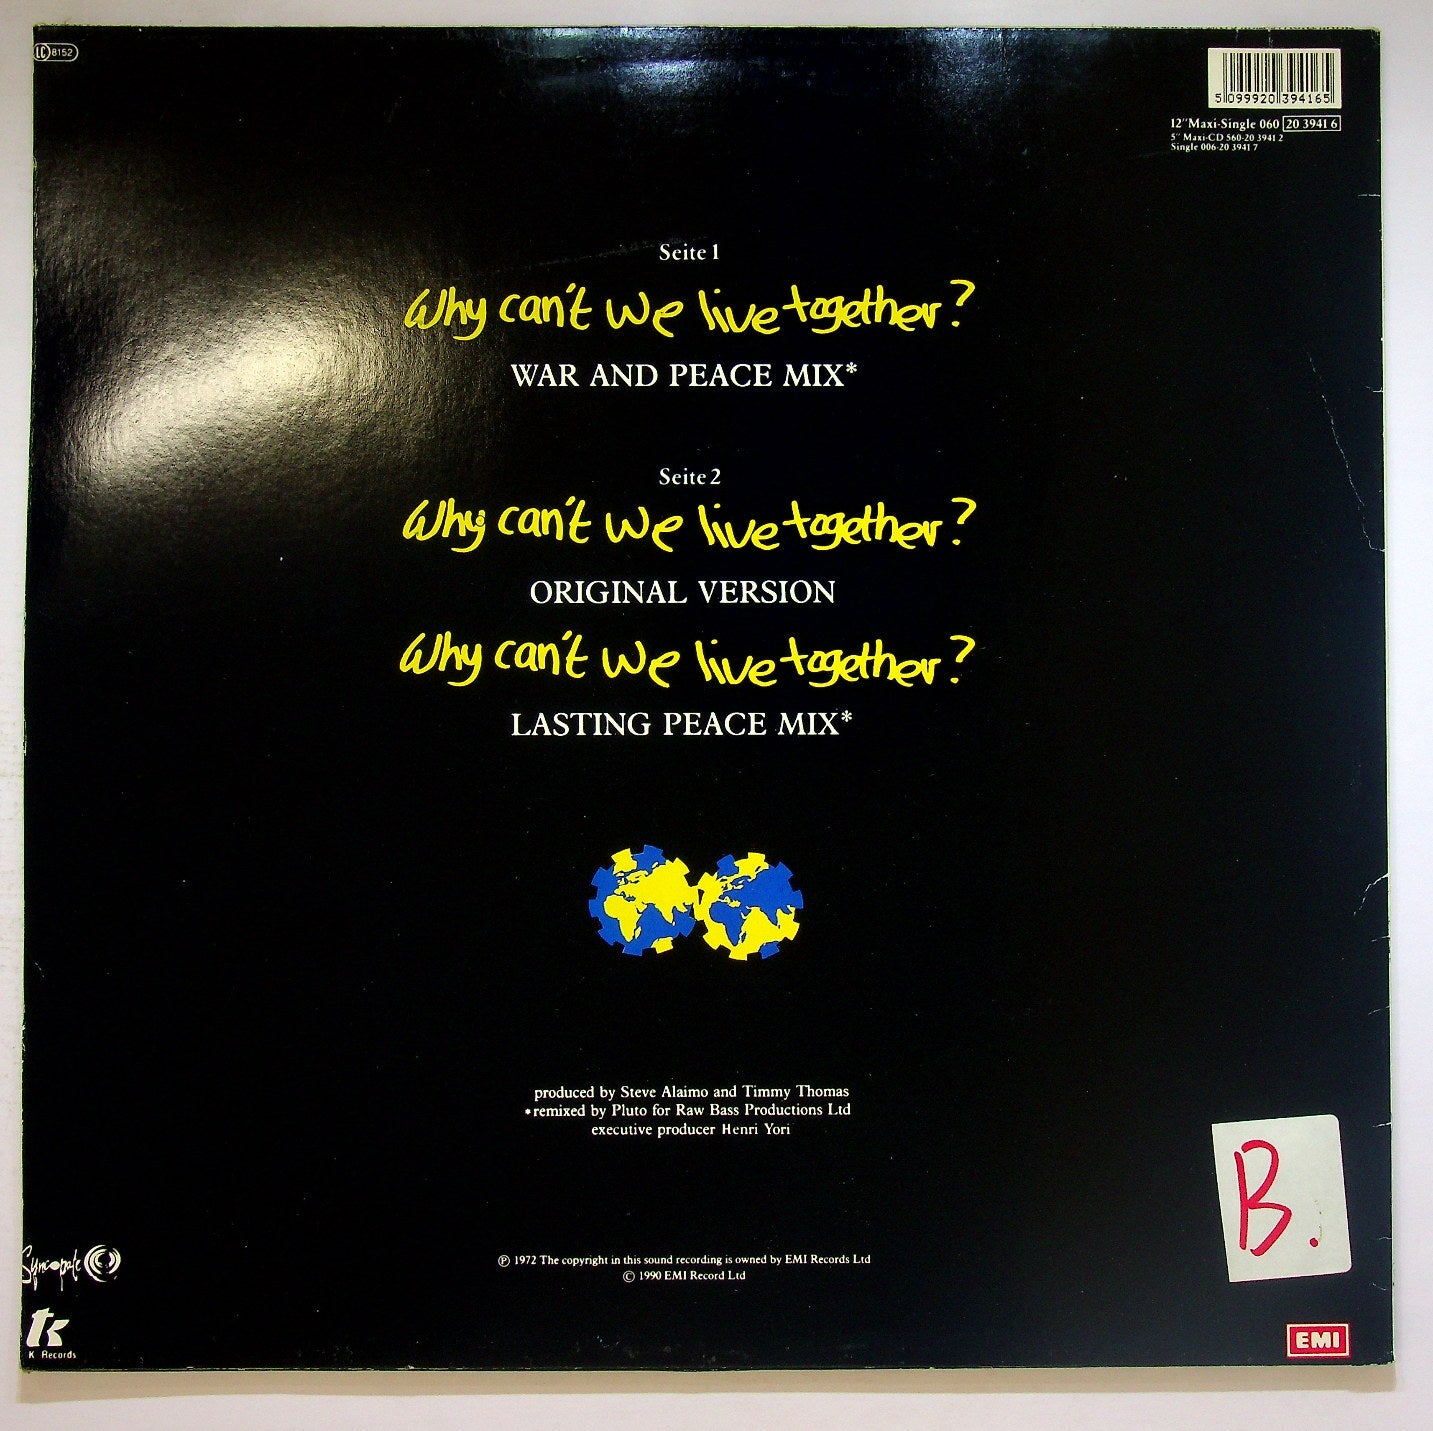 LC 8152
5 099920 394165
12"Maxi-Single 060 20 3941 6
5" Maxi-CD 560-20 3941 2
Single 006-20 3941 7
Seite 1
Why can't we live together?
WAR AND PEACE MIX*
Seite 2
Why can't we live together?
ORIGINAL VERSION
Why can't we live together?
LASTING PEACE MIX*
produced by Steve Alaimo and Timmy Thomas
*remixed by Pluto for Raw Bass Productions Ltd
executive producer Henri Yori
B.
Syncopate
℗ 1972 The copyright in this sound recording is owned by EMI Records Ltd
© 1990 EMI Record Ltd
tk
K Records
EMI